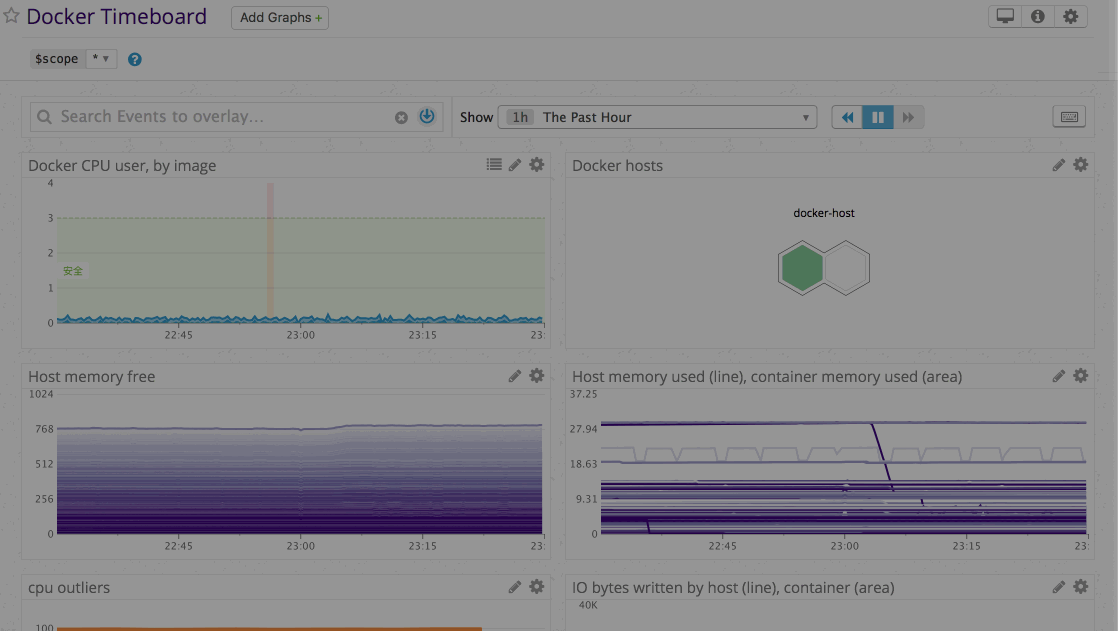 Docker Timeboard
Add Graphs +
$scope * ▾ ?
Search Events to overlay...
Show 1h The Past Hour
Docker CPU user, by image
4
3
2
安全
1
0
22:45 23:00 23:15 23:
Docker hosts
docker-host
Host memory free
1024
768
512
256
0
22:45 23:00 23:15 23:
Host memory used (line), container memory used (area)
37.25
27.94
18.63
9.31
0
22:45 23:00 23:15 23:
cpu outliers
100
IO bytes written by host (line), container (area)
40K